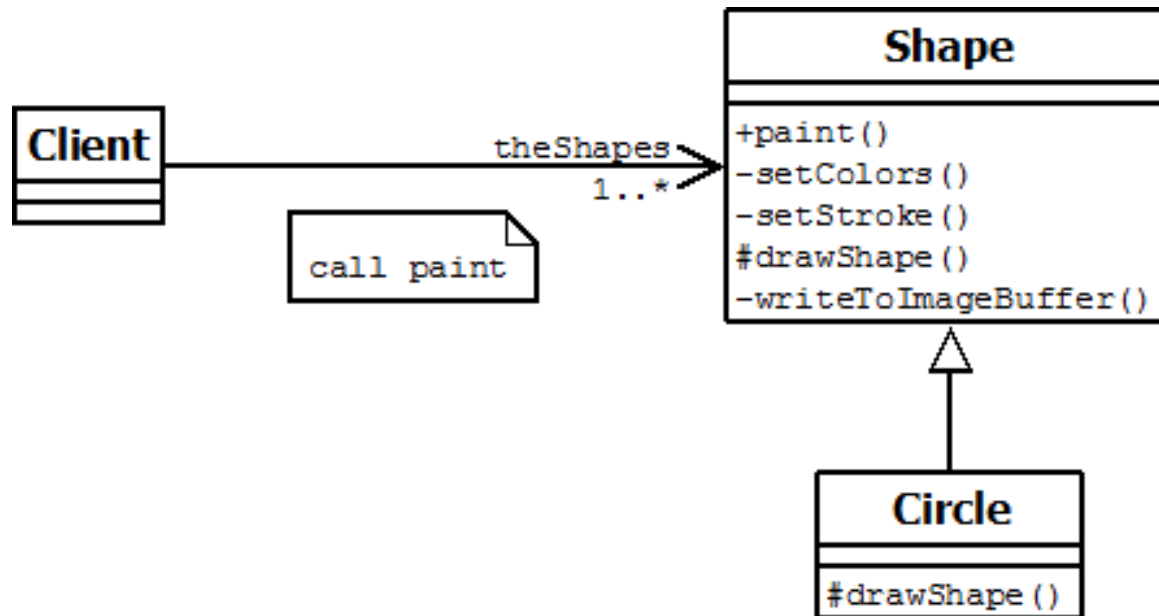 Shape
+paint()
-setColors()
-setStroke()
#drawShape()
-writeToImageBuffer()
Client
theShapes
1..*
call paint
Circle
#drawShape()